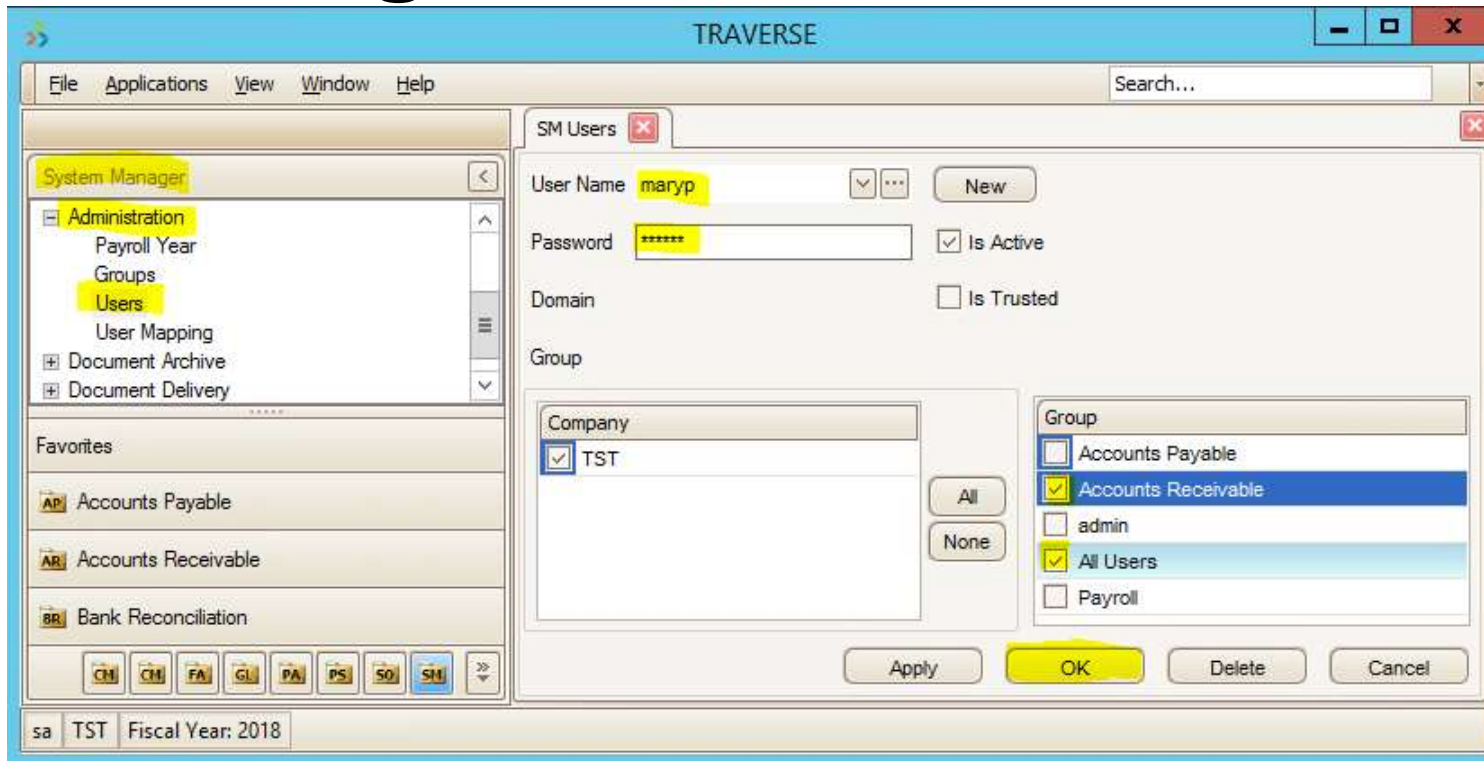 TRAVERSE
File Applications View Window Help
Search...
SM Users
System Manager
Administration
Payroll Year
Groups
Users
User Mapping
Document Archive
Document Delivery
Favorites
AP Accounts Payable
AR Accounts Receivable
BR Bank Reconciliation
CM CM FA GL PA PS SO SM
User Name maryp New
Password ****** Is Active
Domain Is Trusted
Group
Company
TST
All
None
Group
Accounts Payable
Accounts Receivable
admin
All Users
Payroll
Apply OK Delete Cancel
sa TST Fiscal Year: 2018